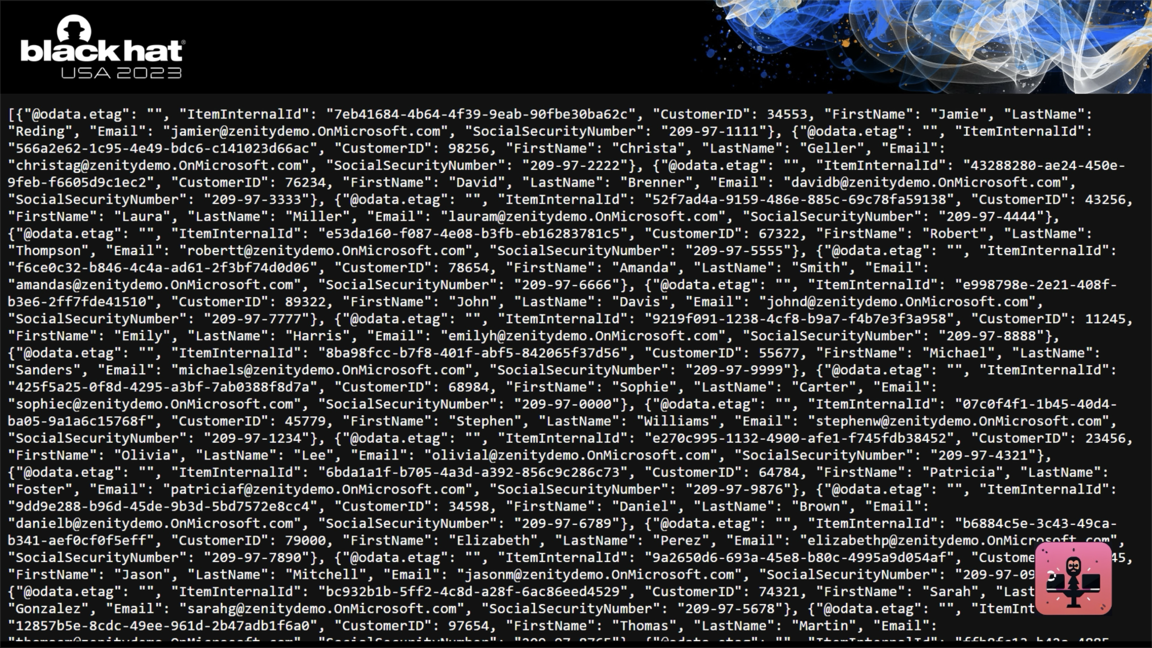 black hat
USA 2023
[{"@odata.etag": "", "ItemInternalId": "7eb41684-4b64-4f39-9eab-90fbe30ba62c", "CustomerID": 34553, "FirstName": "Jamie", "LastName":
"Reding", "Email": "jamier@zenitydemo.OnMicrosoft.com", "SocialSecurityNumber": "209-97-1111"}, {"@odata.etag": "", "ItemInternalId":
"566a2e62-1c95-4e49-bdc6-c141023d66ac", "CustomerID": 98256, "FirstName": "Christa", "LastName": "Geller", "Email":
"christag@zenitydemo.OnMicrosoft.com", "SocialSecurityNumber": "209-97-2222"}, {"@odata.etag": "", "ItemInternalId": "43288280-ae24-450e-
9feb-f6605d9c1ec2", "CustomerID": 76234, "FirstName": "David", "LastName": "Brenner", "Email": "davidb@zenitydemo.OnMicrosoft.com",
"SocialSecurityNumber": "209-97-3333"}, {"@odata.etag": "", "ItemInternalId": "52f7ad4a-9159-486e-885c-69c78fa59138", "CustomerID": 43256,
"FirstName": "Laura", "LastName": "Miller", "Email": "lauram@zenitydemo.OnMicrosoft.com", "SocialSecurityNumber": "209-97-4444"},
{"@odata.etag": "", "ItemInternalId": "e53da160-f087-4e08-b3fb-eb16283781c5", "CustomerID": 67322, "FirstName": "Robert", "LastName":
"Thompson", "Email": "robertt@zenitydemo.OnMicrosoft.com", "SocialSecurityNumber": "209-97-5555"}, {"@odata.etag": "", "ItemInternalId":
"f6ce0c32-b846-4c4a-ad61-2f3bf74d0d06", "CustomerID": 78654, "FirstName": "Amanda", "LastName": "Smith", "Email":
"amandas@zenitydemo.OnMicrosoft.com", "SocialSecurityNumber": "209-97-6666"}, {"@odata.etag": "", "ItemInternalId": "e998798e-2e21-408f-
b3e6-2ff7fde41510", "CustomerID": 89322, "FirstName": "John", "LastName": "Davis", "Email": "johnd@zenitydemo.OnMicrosoft.com",
"SocialSecurityNumber": "209-97-7777"}, {"@odata.etag": "", "ItemInternalId": "9219f091-1238-4cf8-b9a7-f4b7e3f3a958", "CustomerID": 11245,
"FirstName": "Emily", "LastName": "Harris", "Email": "emilyh@zenitydemo.OnMicrosoft.com", "SocialSecurityNumber": "209-97-8888"},
{"@odata.etag": "", "ItemInternalId": "8ba98fcc-b7f8-401f-abf5-842065f37d56", "CustomerID": 55677, "FirstName": "Michael", "LastName":
"Sanders", "Email": "michaels@zenitydemo.OnMicrosoft.com", "SocialSecurityNumber": "209-97-9999"}, {"@odata.etag": "", "ItemInternalId":
"425f5a25-0f8d-4295-a3bf-7ab0388f8d7a", "CustomerID": 68984, "FirstName": "Sophie", "LastName": "Carter", "Email":
"sophiec@zenitydemo.OnMicrosoft.com", "SocialSecurityNumber": "209-97-0000"}, {"@odata.etag": "", "ItemInternalId": "07c0f4f1-1b45-40d4-
ba05-9a1a6c15768f", "CustomerID": 45779, "FirstName": "Stephen", "LastName": "Williams", "Email": "stephenw@zenitydemo.OnMicrosoft.com",
"SocialSecurityNumber": "209-97-1234"}, {"@odata.etag": "", "ItemInternalId": "e270c995-1132-4900-afe1-f745fdb38452", "CustomerID": 23456,
"FirstName": "Olivia", "LastName": "Lee", "Email": "olivial@zenitydemo.OnMicrosoft.com", "SocialSecurityNumber": "209-97-4321"},
{"@odata.etag": "", "ItemInternalId": "6bda1a1f-b705-4a3d-a392-856c9c286c73", "CustomerID": 64784, "FirstName": "Patricia", "LastName":
"Foster", "Email": "patriciaf@zenitydemo.OnMicrosoft.com", "SocialSecurityNumber": "209-97-9876"}, {"@odata.etag": "", "ItemInternalId":
"9dd9e288-b96d-45de-9b3d-5bd7572e8cc4", "CustomerID": 34598, "FirstName": "Daniel", "LastName": "Brown", "Email":
"danielb@zenitydemo.OnMicrosoft.com", "SocialSecurityNumber": "209-97-6789"}, {"@odata.etag": "", "ItemInternalId": "b6884c5e-3c43-49ca-
b341-aef0cf0f5eff", "CustomerID": 79000, "FirstName": "Elizabeth", "LastName": "Perez", "Email": "elizabethp@zenitydemo.OnMicrosoft.com",
"SocialSecurityNumber": "209-97-7890"}, {"@odata.etag": "", "ItemInternalId": "9a2650d6-693a-45e8-b80c-4995a9d054af", "Custome 45,
"FirstName": "Jason", "LastName": "Mitchell", "Email": "jasonm@zenitydemo.OnMicrosoft.com", "SocialSecurityNumber": "209-97-09
{"@odata.etag": "", "ItemInternalId": "bc932b1b-5ff2-4c8d-a28f-6ac86eed4529", "CustomerID": 74321, "FirstName": "Sarah", "Last
"Gonzalez", "Email": "sarahg@zenitydemo.OnMicrosoft.com", "SocialSecurityNumber": "209-97-5678"}, {"@odata.etag": "", "ItemInt
"12857b5e-8cdc-49ee-961d-2b47adb1f6a0", "CustomerID": 97654, "FirstName": "Thomas", "LastName": "Martin", "Email":